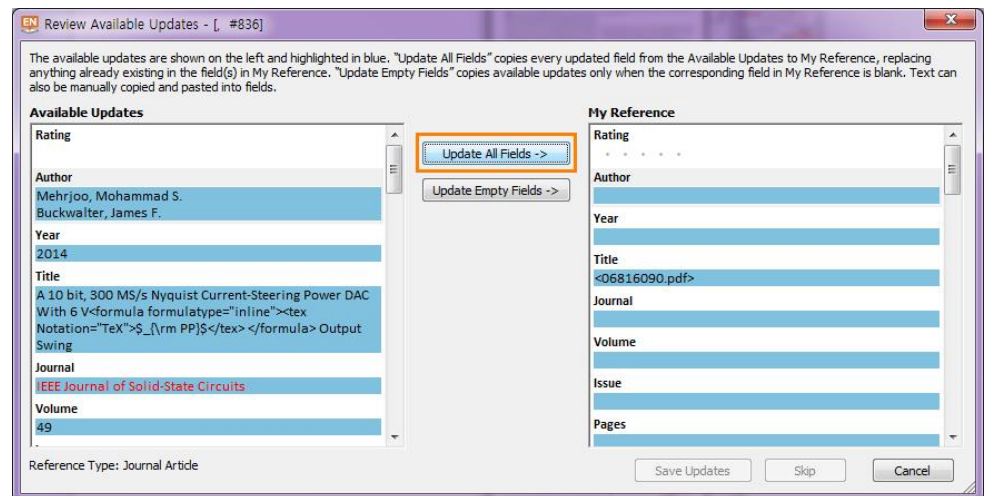 Review Available Updates - [, #836]
The available updates are shown on the left and highlighted in blue. "Update All Fields" copies every updated field from the Available Updates to My Reference, replacing
anything already existing in the field(s) in My Reference. "Update Empty Fields" copies available updates only when the corresponding field in My Reference is blank. Text can
also be manually copied and pasted into fields.
Available Updates
Rating
Author
Mehrjoo, Mohammad S.
Buckwalter, James F.
Year
2014
Title
A 10 bit, 300 MS/s Nyquist Current-Steering Power DAC
With 6 V<formula formulatype="inline"><tex
Notation="TeX">$_{\rm PP}$</tex></formula> Output
Swing
Journal
IEEE Journal of Solid-State Circuits
Volume
49
Update All Fields ->
Update Empty Fields ->
My Reference
Rating
Author
Year
Title
<06816090.pdf>
Journal
Volume
Issue
Pages
Reference Type: Journal Article
Save Updates
Skip
Cancel